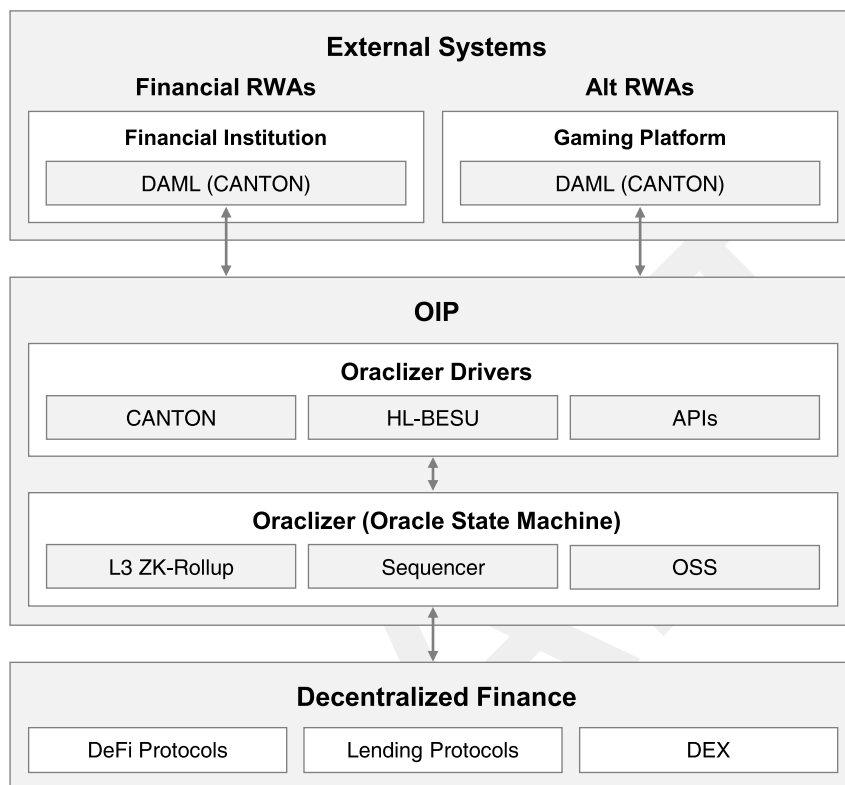 External Systems
Financial RWAs
Alt RWAs
Financial Institution
Gaming Platform
DAML (CANTON)
DAML (CANTON)
OIP
Oraclizer Drivers
CANTON
HL-BESU
APIs
Oraclizer (Oracle State Machine)
L3 ZK-Rollup
Sequencer
OSS
Decentralized Finance
DeFi Protocols
Lending Protocols
DEX